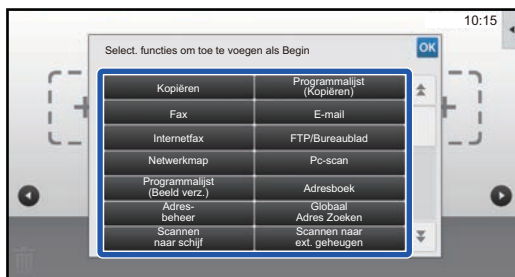 10:15
Select. functies om toe te voegen als Begin
OK
Kopiëren
Programmalijst
(Kopiëren)
Fax
E-mail
Internetfax
FTP/Bureaublad
Netwerkmap
Pc-scan
Programmalijst
(Beeld verz.)
Adresboek
Adres-
beheer
Globaal
Adres Zoeken
Scannen
naar schijf
Scannen naar
ext. geheugen